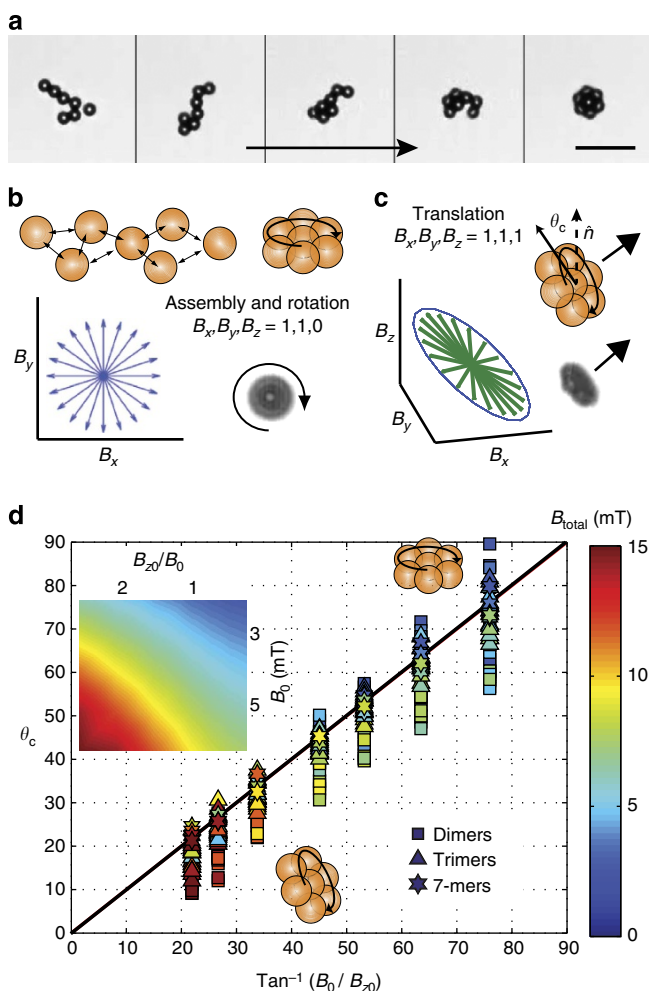 a
b
c
Translation
Bx,By,Bz = 1,1,1
θc
n̂
Assembly and rotation
Bx,By,Bz = 1,1,0
By
Bx
Bz
By
Bx
d
Btotal (mT)
90
80
70
60
50
40
30
20
10
0
θc
Bz0/B0
2 1
3
5
B0 (mT)
Dimers
Trimers
7-mers
0 10 20 30 40 50 60 70 80 90
Tan⁻¹ (B0 / Bz0)
15
10
5
0